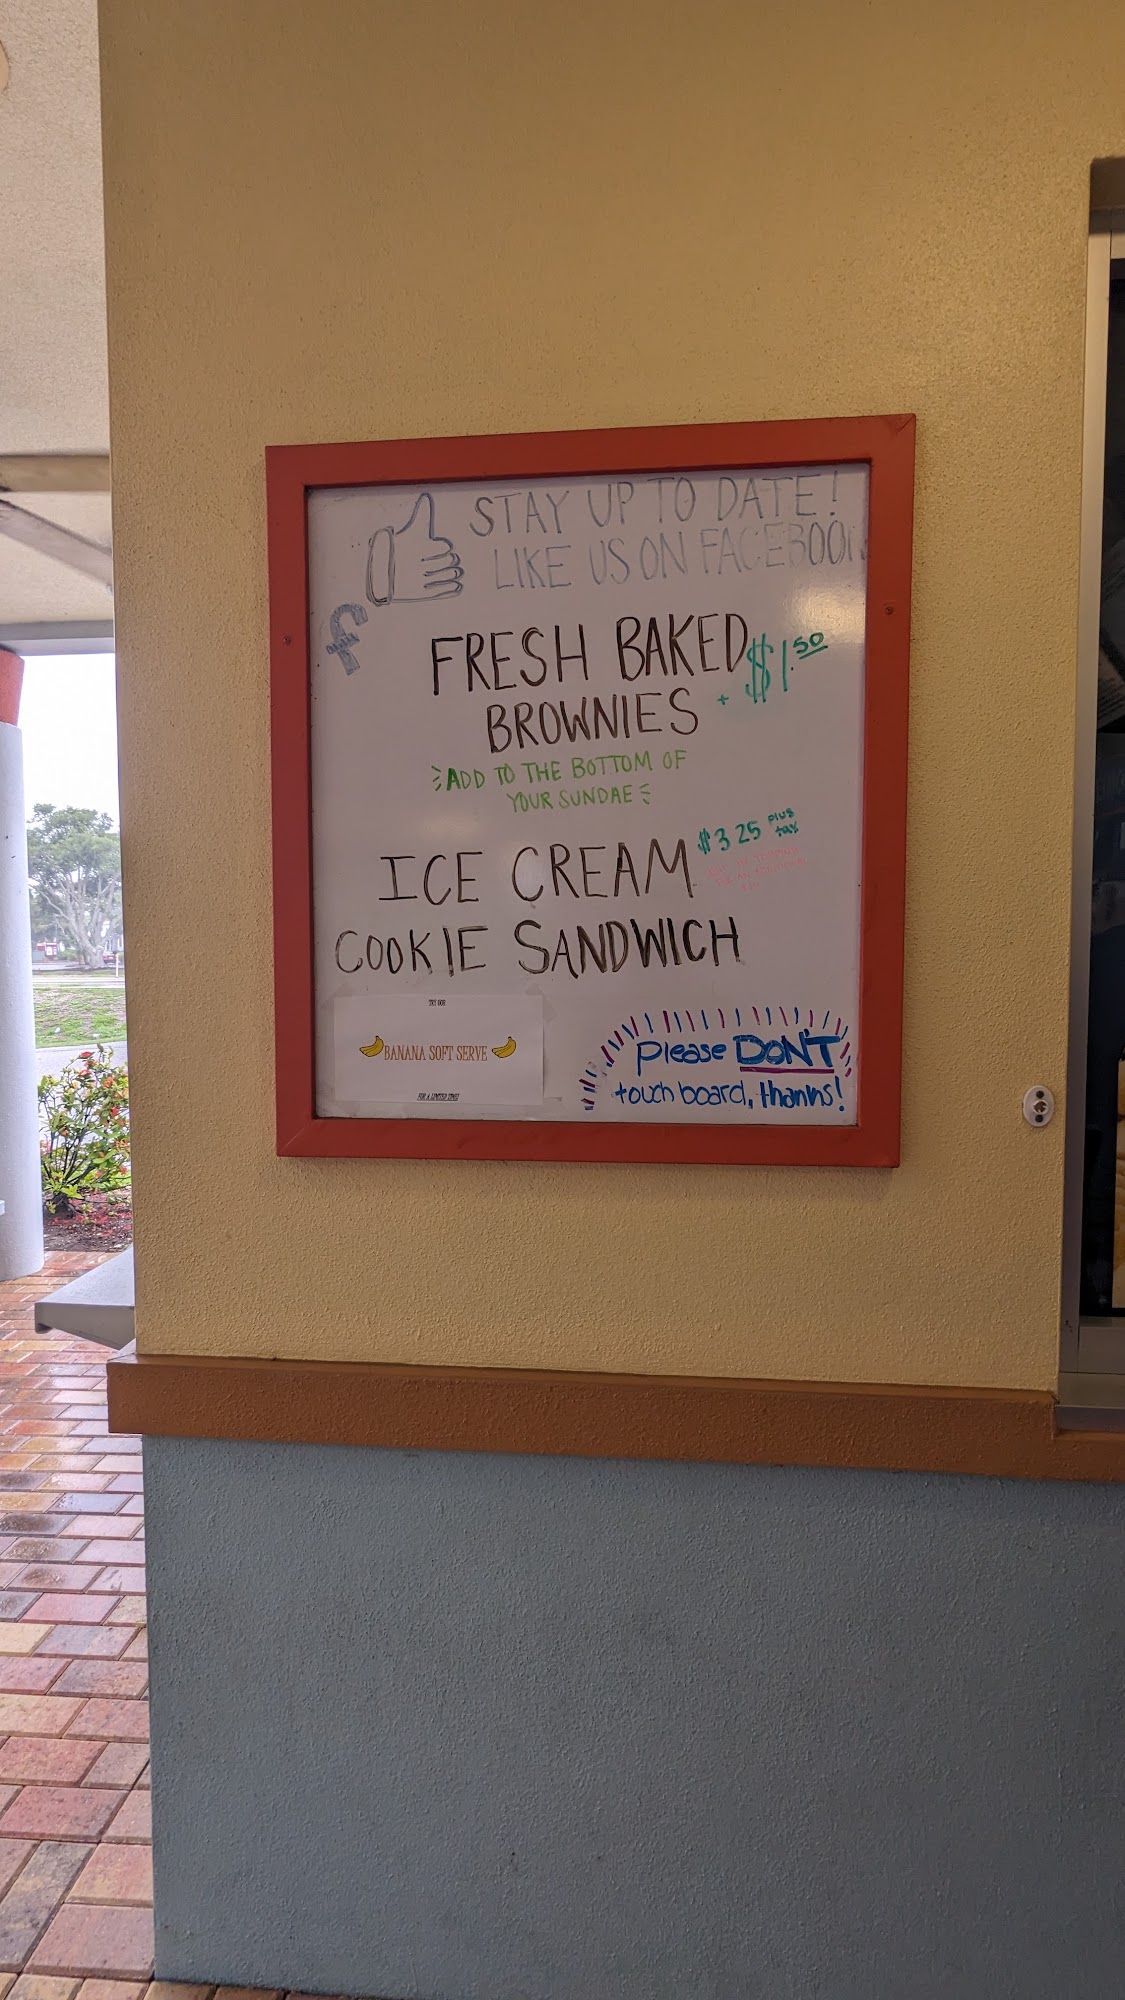 STAY UP TO DATE!
LIKE US ON FACEBOOK
f
FRESH BAKED
BROWNIES + $1.50
ADD TO THE BOTTOM OF
YOUR SUNDAE
ICE CREAM $3.25 plus tax
COOKIE SANDWICH
TRY OUR
BANANA SOFT SERVE
FOR A LIMITED TIME!
please DON'T
touch board, thanks!